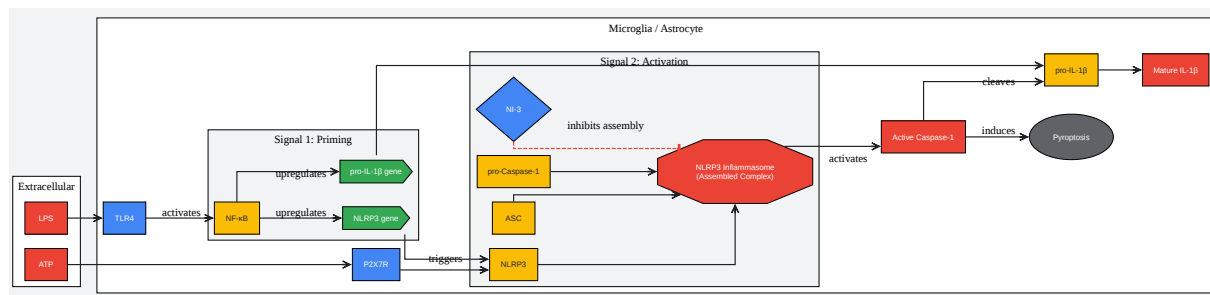 Microglia / Astrocyte
Signal 2: Activation
pro-IL-1β
Mature IL-1β
cleaves
NI-3
inhibits assembly
Signal 1: Priming
Active Caspase-1
induces
Pyroptosis
activates
pro-Caspase-1
NLRP3 Inflammasome
(Assembled Complex)
pro-IL-1β gene
upregulates
Extracellular
LPS
TLR4
activates
NF-κB
upregulates
NLRP3 gene
ASC
ATP
P2X7R
triggers
NLRP3